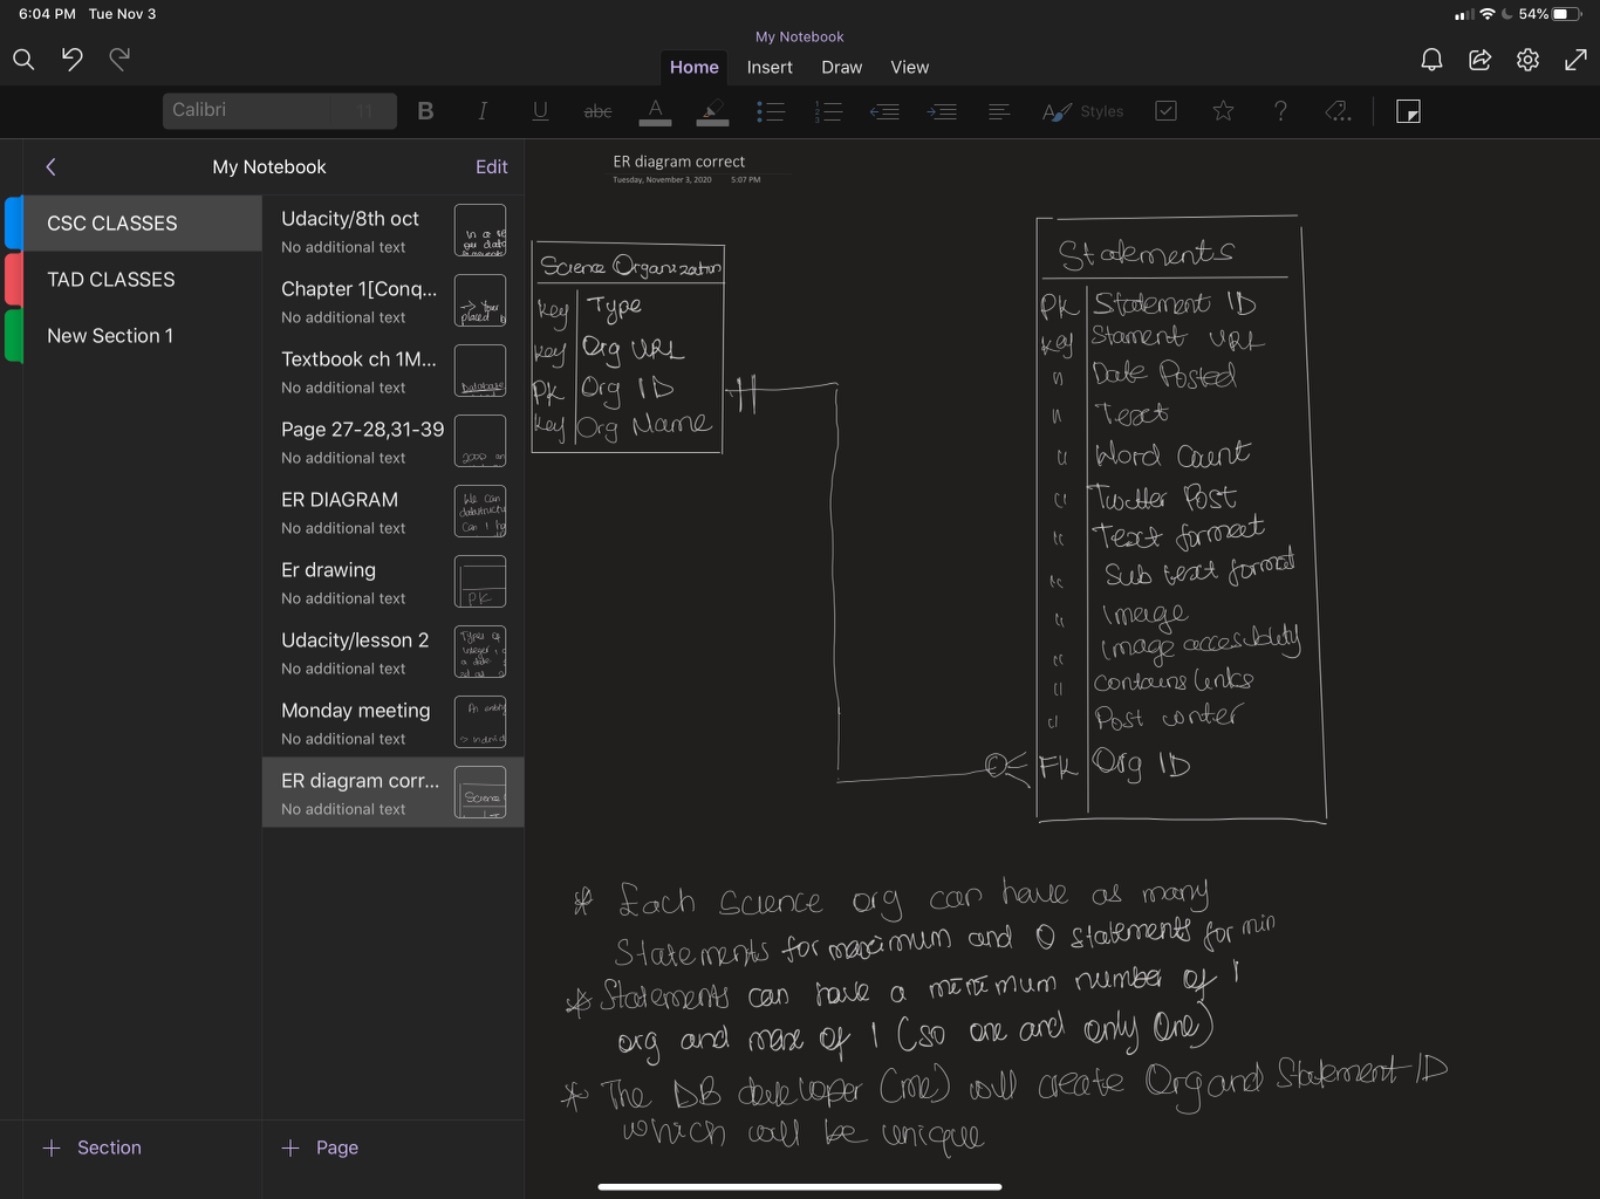 6:04 PM Tue Nov 3
54%
My Notebook
Home Insert Draw View
Calibri 11
B I U abc A Styles
My Notebook
Edit
CSC CLASSES
TAD CLASSES
New Section 1
Udacity/8th oct
No additional text
Chapter 1[Conq...
No additional text
Textbook ch 1M...
No additional text
Page 27-28,31-39
No additional text
ER DIAGRAM
No additional text
Er drawing
No additional text
PK
Udacity/lesson 2
No additional text
Monday meeting
No additional text
ER diagram corr...
No additional text
+ Section
+ Page
ER diagram correct
Tuesday, November 3, 2020 5:07 PM
Science Organization
key Type
key Org URL
PK Org ID
key Org Name
Statements
PK Statement ID
key Stament URL
" Date Posted
" Text
" Word Count
" Twitter Post
" Text format
" Sub text format
" Image
" Image accessibility
" contains links
" Post
FK Org ID
* Each science org can have as many
Statements for maximum and 0 statements for min
* Statements can have a minimum number of 1
org and max of 1 (so one and only One)
* The DB developer (me) will create Org and Statement ID
which will be unique